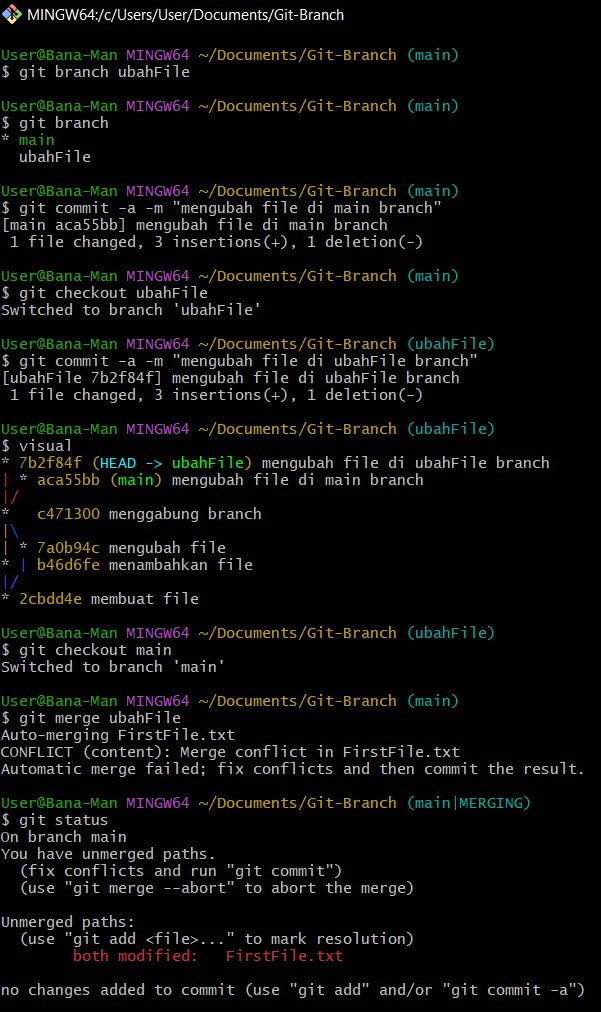 MINGW64:/c/Users/User/Documents/Git-Branch
User@Bana-Man MINGW64 ~/Documents/Git-Branch (main)
$ git branch ubahFile
User@Bana-Man MINGW64 ~/Documents/Git-Branch (main)
$ git branch
* main
  ubahFile
User@Bana-Man MINGW64 ~/Documents/Git-Branch (main)
$ git commit -a -m "mengubah file di main branch"
[main aca55bb] mengubah file di main branch
 1 file changed, 3 insertions(+), 1 deletion(-)
User@Bana-Man MINGW64 ~/Documents/Git-Branch (main)
$ git checkout ubahFile
Switched to branch 'ubahFile'
User@Bana-Man MINGW64 ~/Documents/Git-Branch (ubahFile)
$ git commit -a -m "mengubah file di ubahFile branch"
[ubahFile 7b2f84f] mengubah file di ubahFile branch
 1 file changed, 3 insertions(+), 1 deletion(-)
User@Bana-Man MINGW64 ~/Documents/Git-Branch (ubahFile)
$ visual
* 7b2f84f (HEAD -> ubahFile) mengubah file di ubahFile branch
| * aca55bb (main) mengubah file di main branch
|/
*   c471300 menggabung branch
|\
| * 7a0b94c mengubah file
* | b46d6fe menambahkan file
|/
* 2cbdd4e membuat file
User@Bana-Man MINGW64 ~/Documents/Git-Branch (ubahFile)
$ git checkout main
Switched to branch 'main'
User@Bana-Man MINGW64 ~/Documents/Git-Branch (main)
$ git merge ubahFile
Auto-merging FirstFile.txt
CONFLICT (content): Merge conflict in FirstFile.txt
Automatic merge failed; fix conflicts and then commit the result.
User@Bana-Man MINGW64 ~/Documents/Git-Branch (main|MERGING)
$ git status
On branch main
You have unmerged paths.
  (fix conflicts and run "git commit")
  (use "git merge --abort" to abort the merge)
Unmerged paths:
  (use "git add <file>..." to mark resolution)
        both modified:   FirstFile.txt
no changes added to commit (use "git add" and/or "git commit -a")